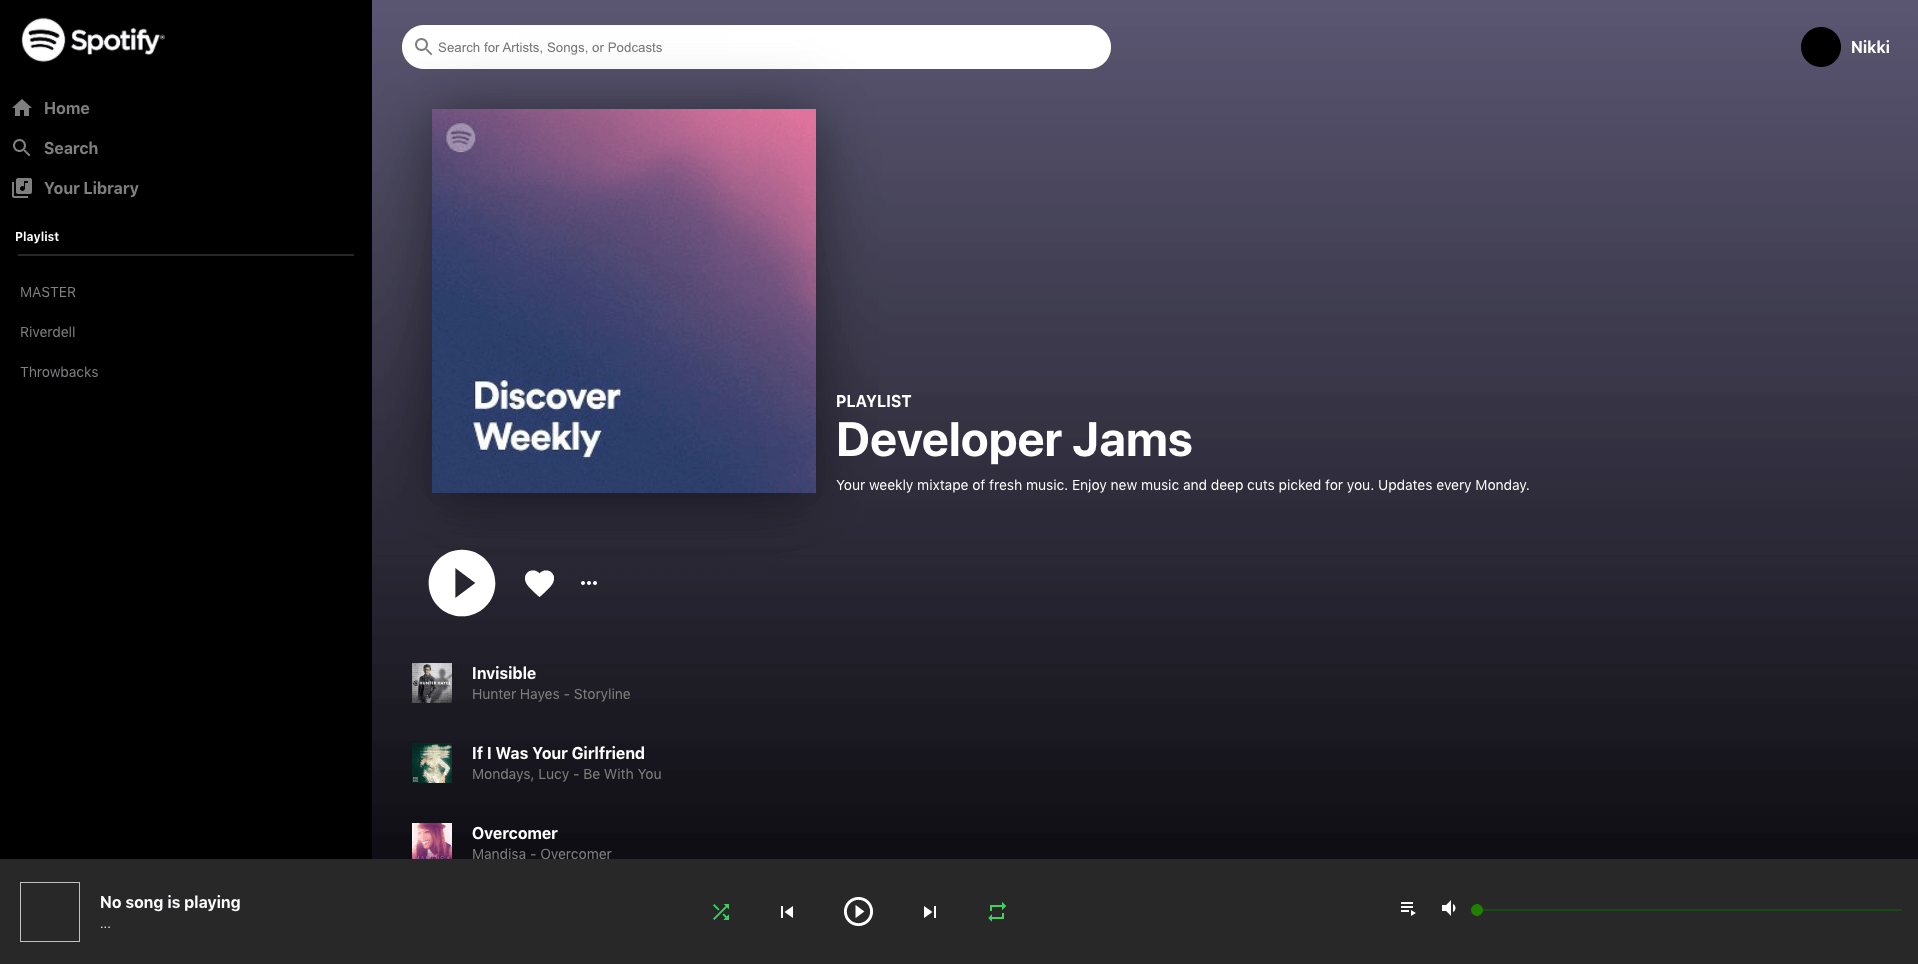 Spotify®
Search for Artists, Songs, or Podcasts
Nikki
Home
Search
Your Library
Playlist
MASTER
Riverdell
Throwbacks
Discover
Weekly
PLAYLIST
Developer Jams
Your weekly mixtape of fresh music. Enjoy new music and deep cuts picked for you. Updates every Monday.
Invisible
Hunter Hayes - Storyline
If I Was Your Girlfriend
Mondays, Lucy - Be With You
Overcomer
Mandisa - Overcomer
No song is playing
...